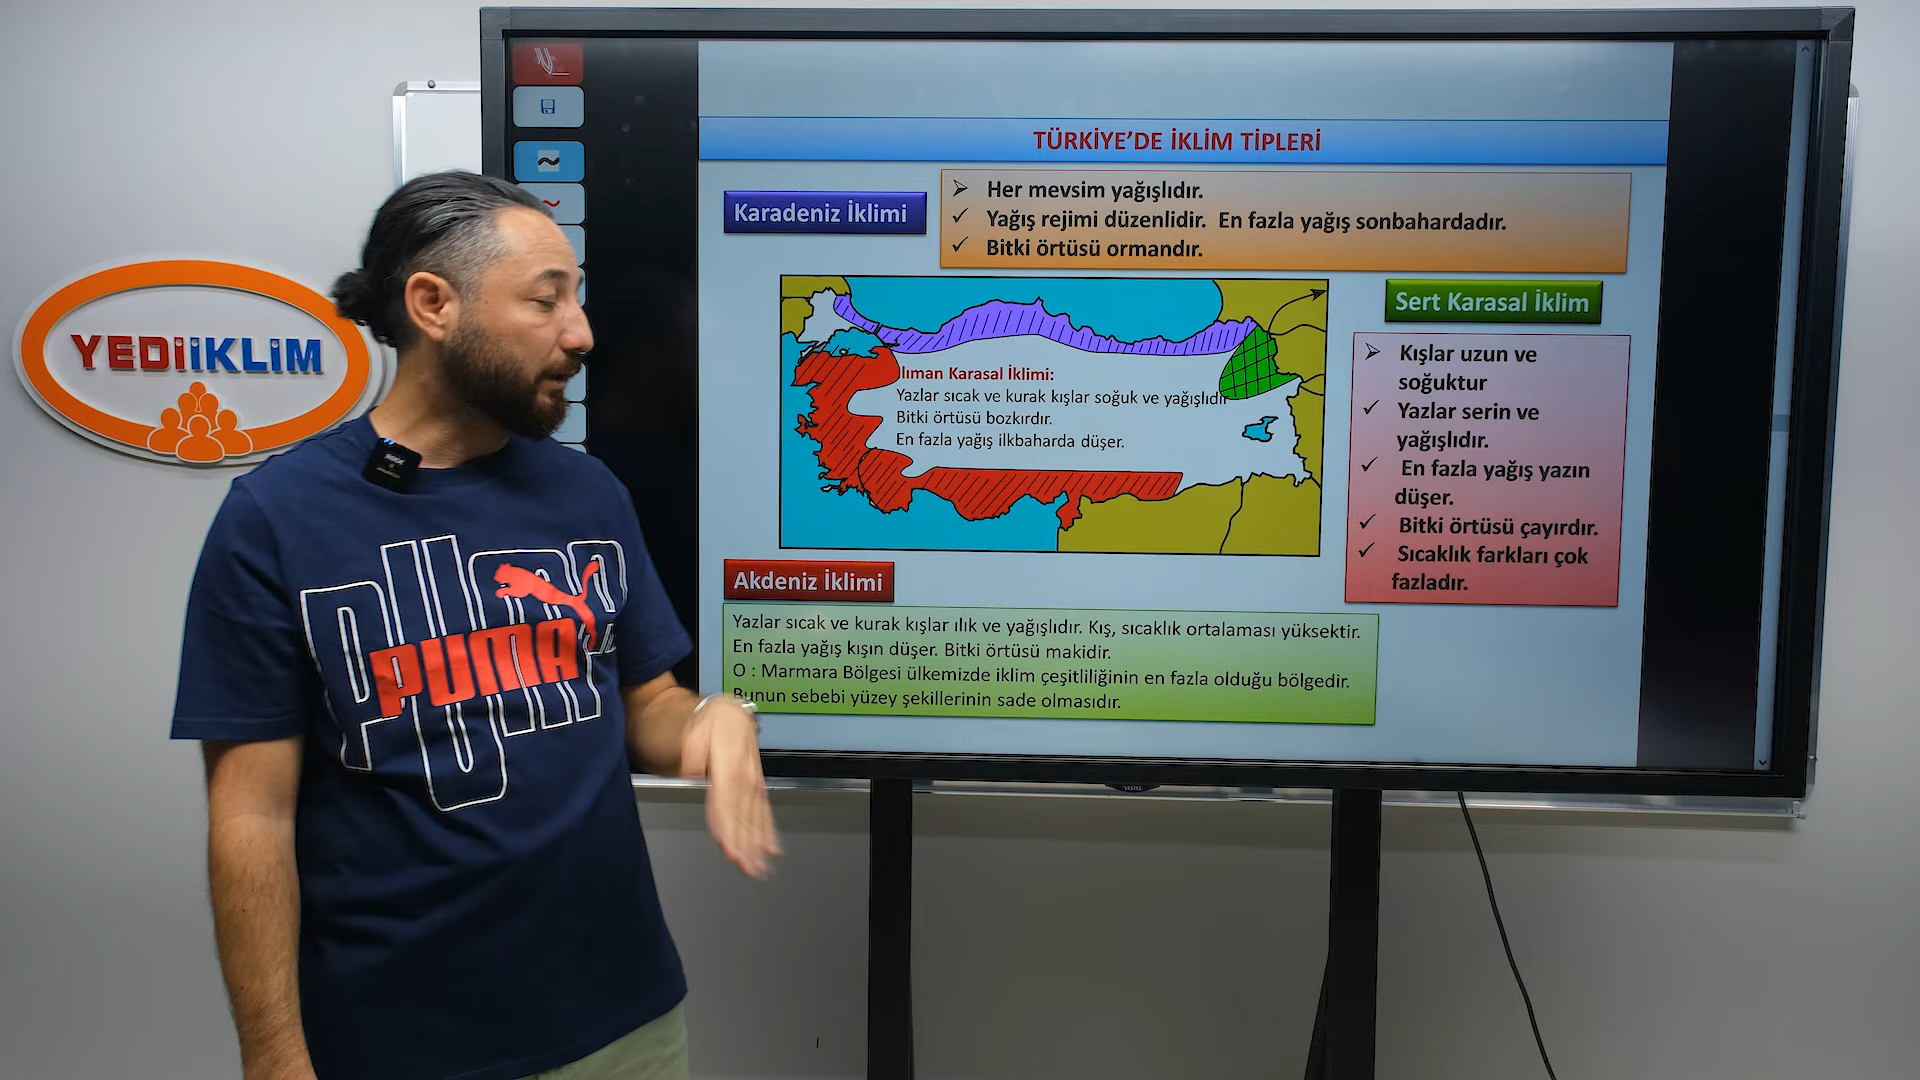 TÜRKİYE'DE İKLİM TİPLERİ
Karadeniz İklimi
Her mevsim yağışlıdır.
Yağış rejimi düzenlidir. En fazla yağış sonbahardadır.
Bitki örtüsü ormandır.
Sert Karasal İklim
Kışlar uzun ve
soğuktur
Yazlar serin ve
yağışlıdır.
En fazla yağış yazın
düşer.
Bitki örtüsü çayırdır.
Sıcaklık farkları çok
fazladır.
lıman Karasal İklimi:
Yazlar sıcak ve kurak kışlar soğuk ve yağışlıdır
Bitki örtüsü bozkırdır.
En fazla yağış ilkbaharda düşer.
Akdeniz İklimi
Yazlar sıcak ve kurak kışlar ılık ve yağışlıdır. Kış, sıcaklık ortalaması yüksektir.
En fazla yağış kışın düşer. Bitki örtüsü makidir.
O : Marmara Bölgesi ülkemizde iklim çeşitliliğinin en fazla olduğu bölgedir.
Bunun sebebi yüzey şekillerinin sade olmasıdır.
YEDİİKLİM
PUMA
PUMA
VESTEL